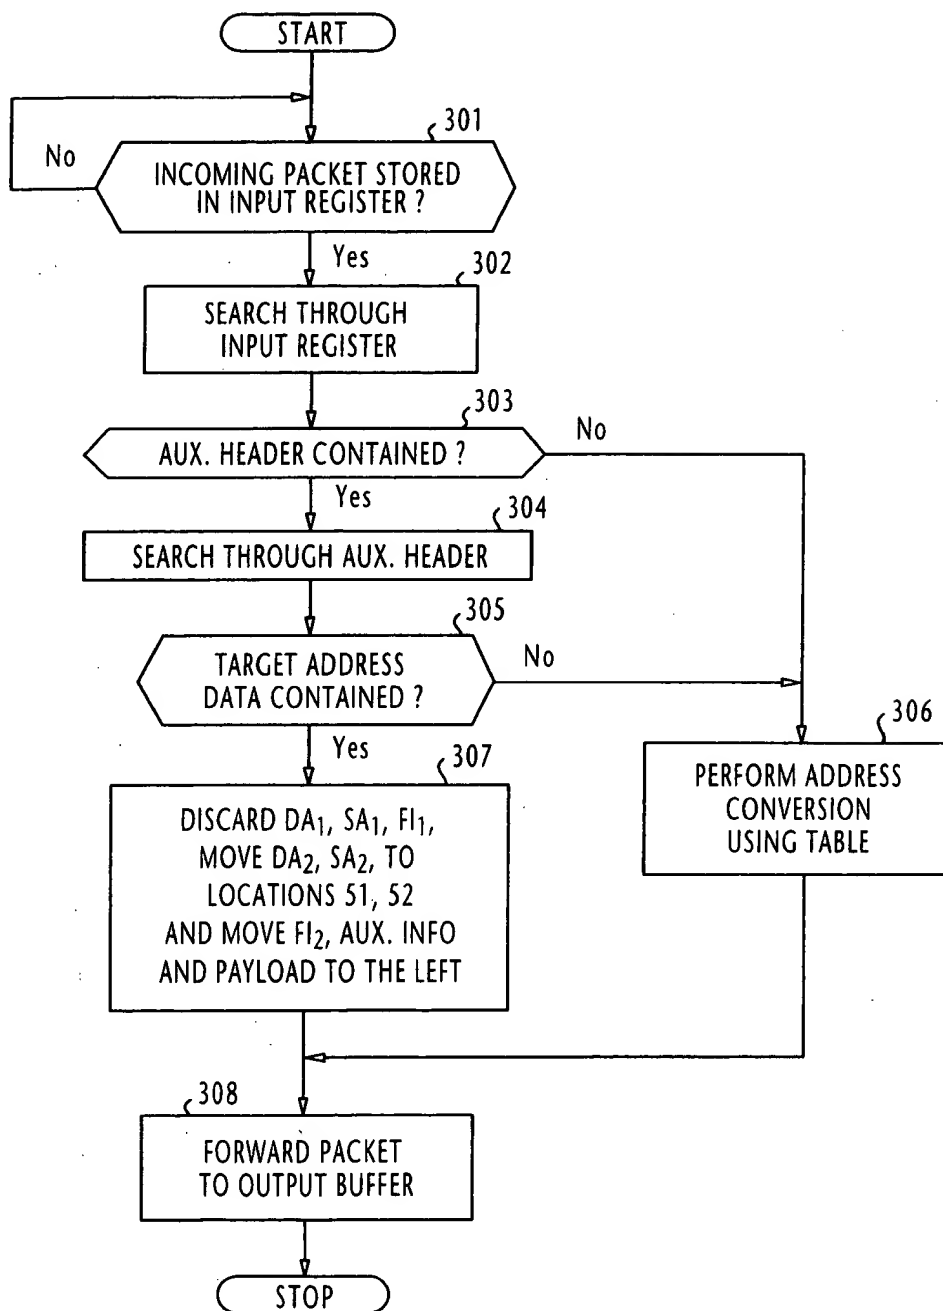 START
301
No
INCOMING PACKET STORED
IN INPUT REGISTER ?
Yes
302
SEARCH THROUGH
INPUT REGISTER
303
No
AUX. HEADER CONTAINED ?
Yes
304
SEARCH THROUGH AUX. HEADER
305
TARGET ADDRESS
DATA CONTAINED ?
No
Yes
306
PERFORM ADDRESS
CONVERSION
USING TABLE
307
DISCARD DA₁, SA₁, FI₁,
MOVE DA₂, SA₂, TO
LOCATIONS 51, 52
AND MOVE FI₂, AUX. INFO
AND PAYLOAD TO THE LEFT
308
FORWARD PACKET
TO OUTPUT BUFFER
STOP